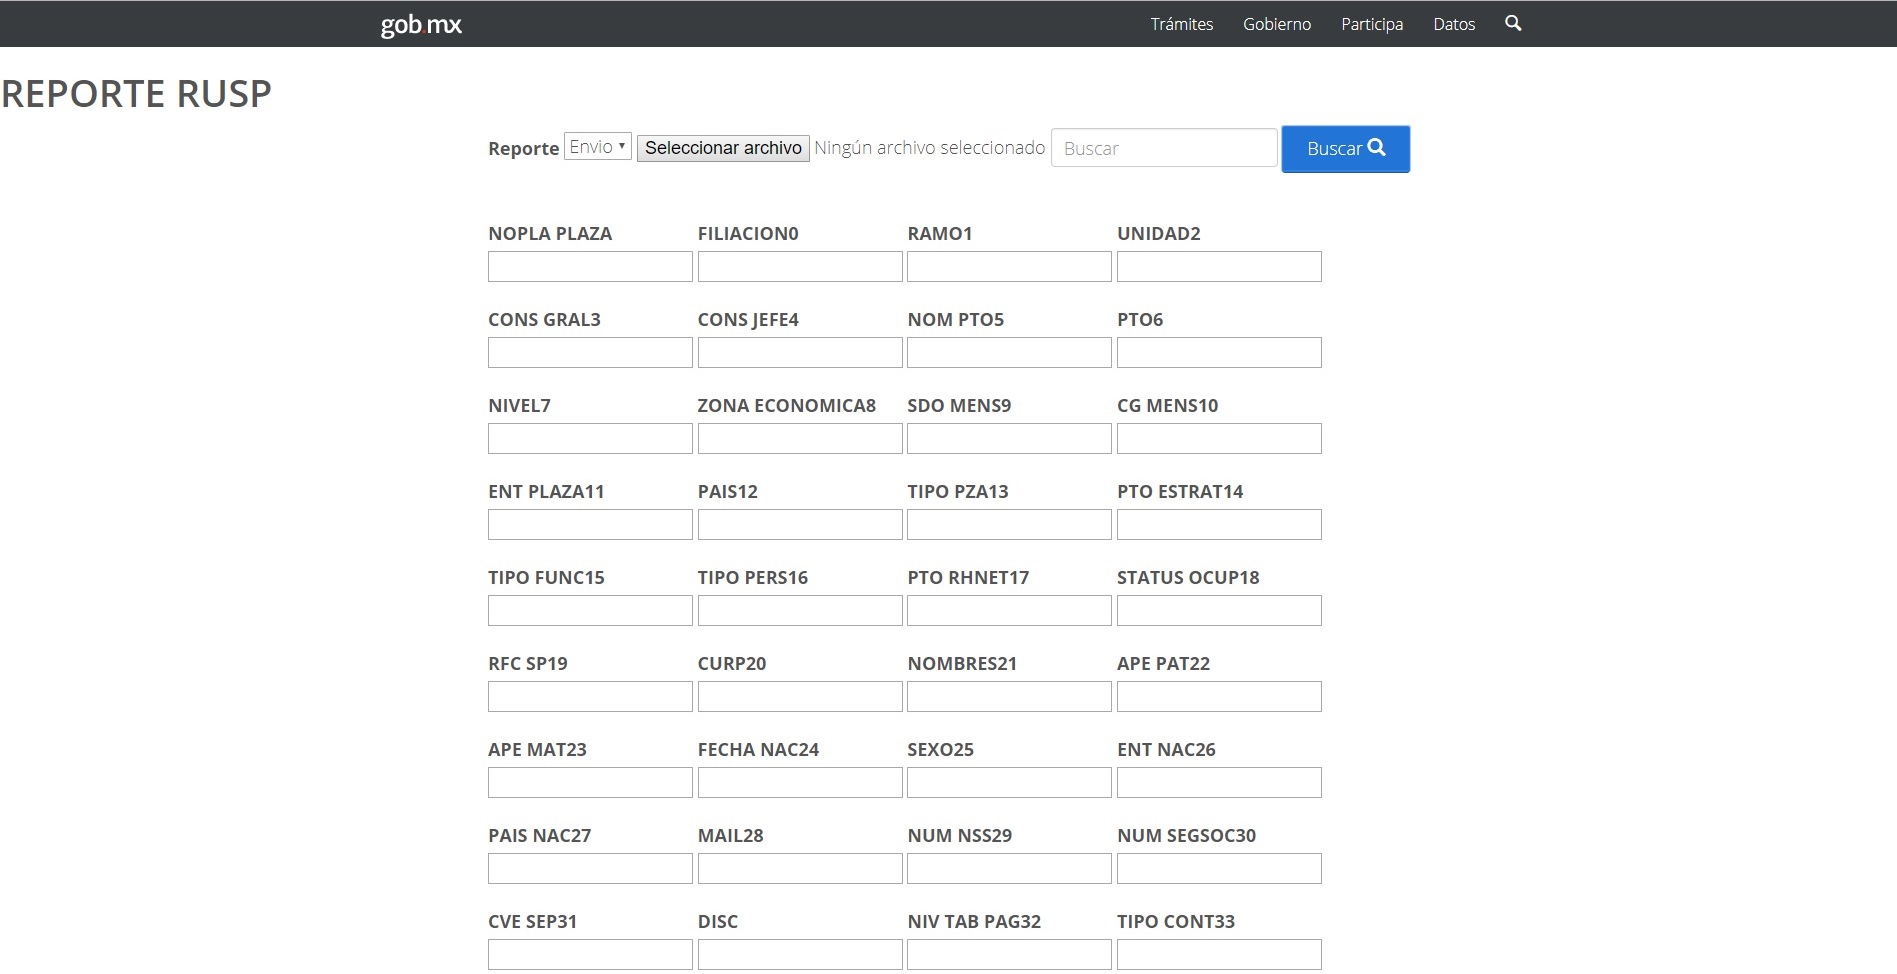 gob.mx Trámites Gobierno Participa Datos
REPORTE RUSP
Reporte Envio Seleccionar archivo Ningún archivo seleccionado Buscar Buscar
NOPLA PLAZA FILIACION0 RAMO1 UNIDAD2
CONS GRAL3 CONS JEFE4 NOM PTO5 PTO6
NIVEL7 ZONA ECONOMICA8 SDO MENS9 CG MENS10
ENT PLAZA11 PAIS12 TIPO PZA13 PTO ESTRAT14
TIPO FUNC15 TIPO PERS16 PTO RHNET17 STATUS OCUP18
RFC SP19 CURP20 NOMBRES21 APE PAT22
APE MAT23 FECHA NAC24 SEXO25 ENT NAC26
PAIS NAC27 MAIL28 NUM NSS29 NUM SEGSOC30
CVE SEP31 DISC NIV TAB PAG32 TIPO CONT33